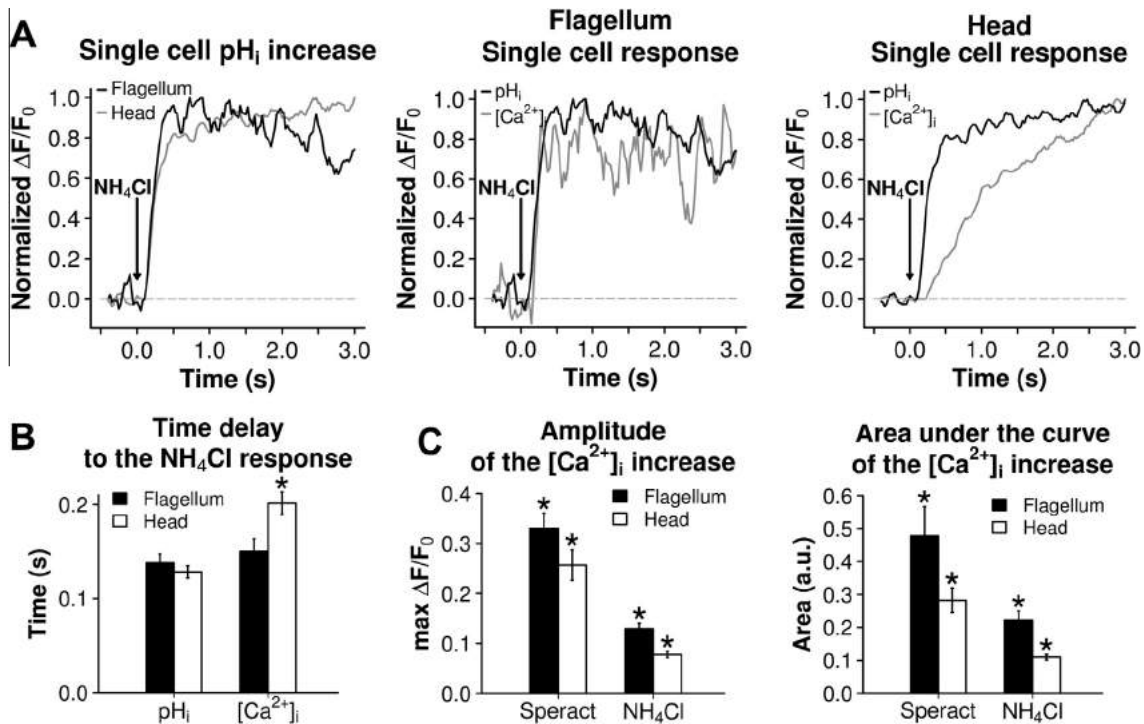 A
Single cell pHi increase
Flagellum
Head
1.0
0.8
0.6
0.4
0.2
0.0
Normalized ΔF/F0
NH4Cl
0.0
1.0
2.0
3.0
Time (s)
Flagellum
Single cell response
pHi
[Ca2+]i
1.0
0.8
0.6
0.4
0.2
0.0
Normalized ΔF/F0
NH4Cl
0.0
1.0
2.0
3.0
Time (s)
Head
Single cell response
pHi
[Ca2+]i
1.0
0.8
0.6
0.4
0.2
0.0
Normalized ΔF/F0
NH4Cl
0.0
1.0
2.0
3.0
Time (s)
B
Time delay
to the NH4Cl response
Flagellum
Head
*
0.2
0.1
0.0
Time (s)
pHi
[Ca2+]i
C
Amplitude
of the [Ca2+]i increase
Flagellum
Head
* * * *
0.4
0.3
0.2
0.1
0.0
max ΔF/F0
Speract
NH4Cl
Area under the curve
of the [Ca2+]i increase
Flagellum
Head
* * * *
0.6
0.5
0.4
0.3
0.2
0.1
0.0
Area (a.u.)
Speract
NH4Cl